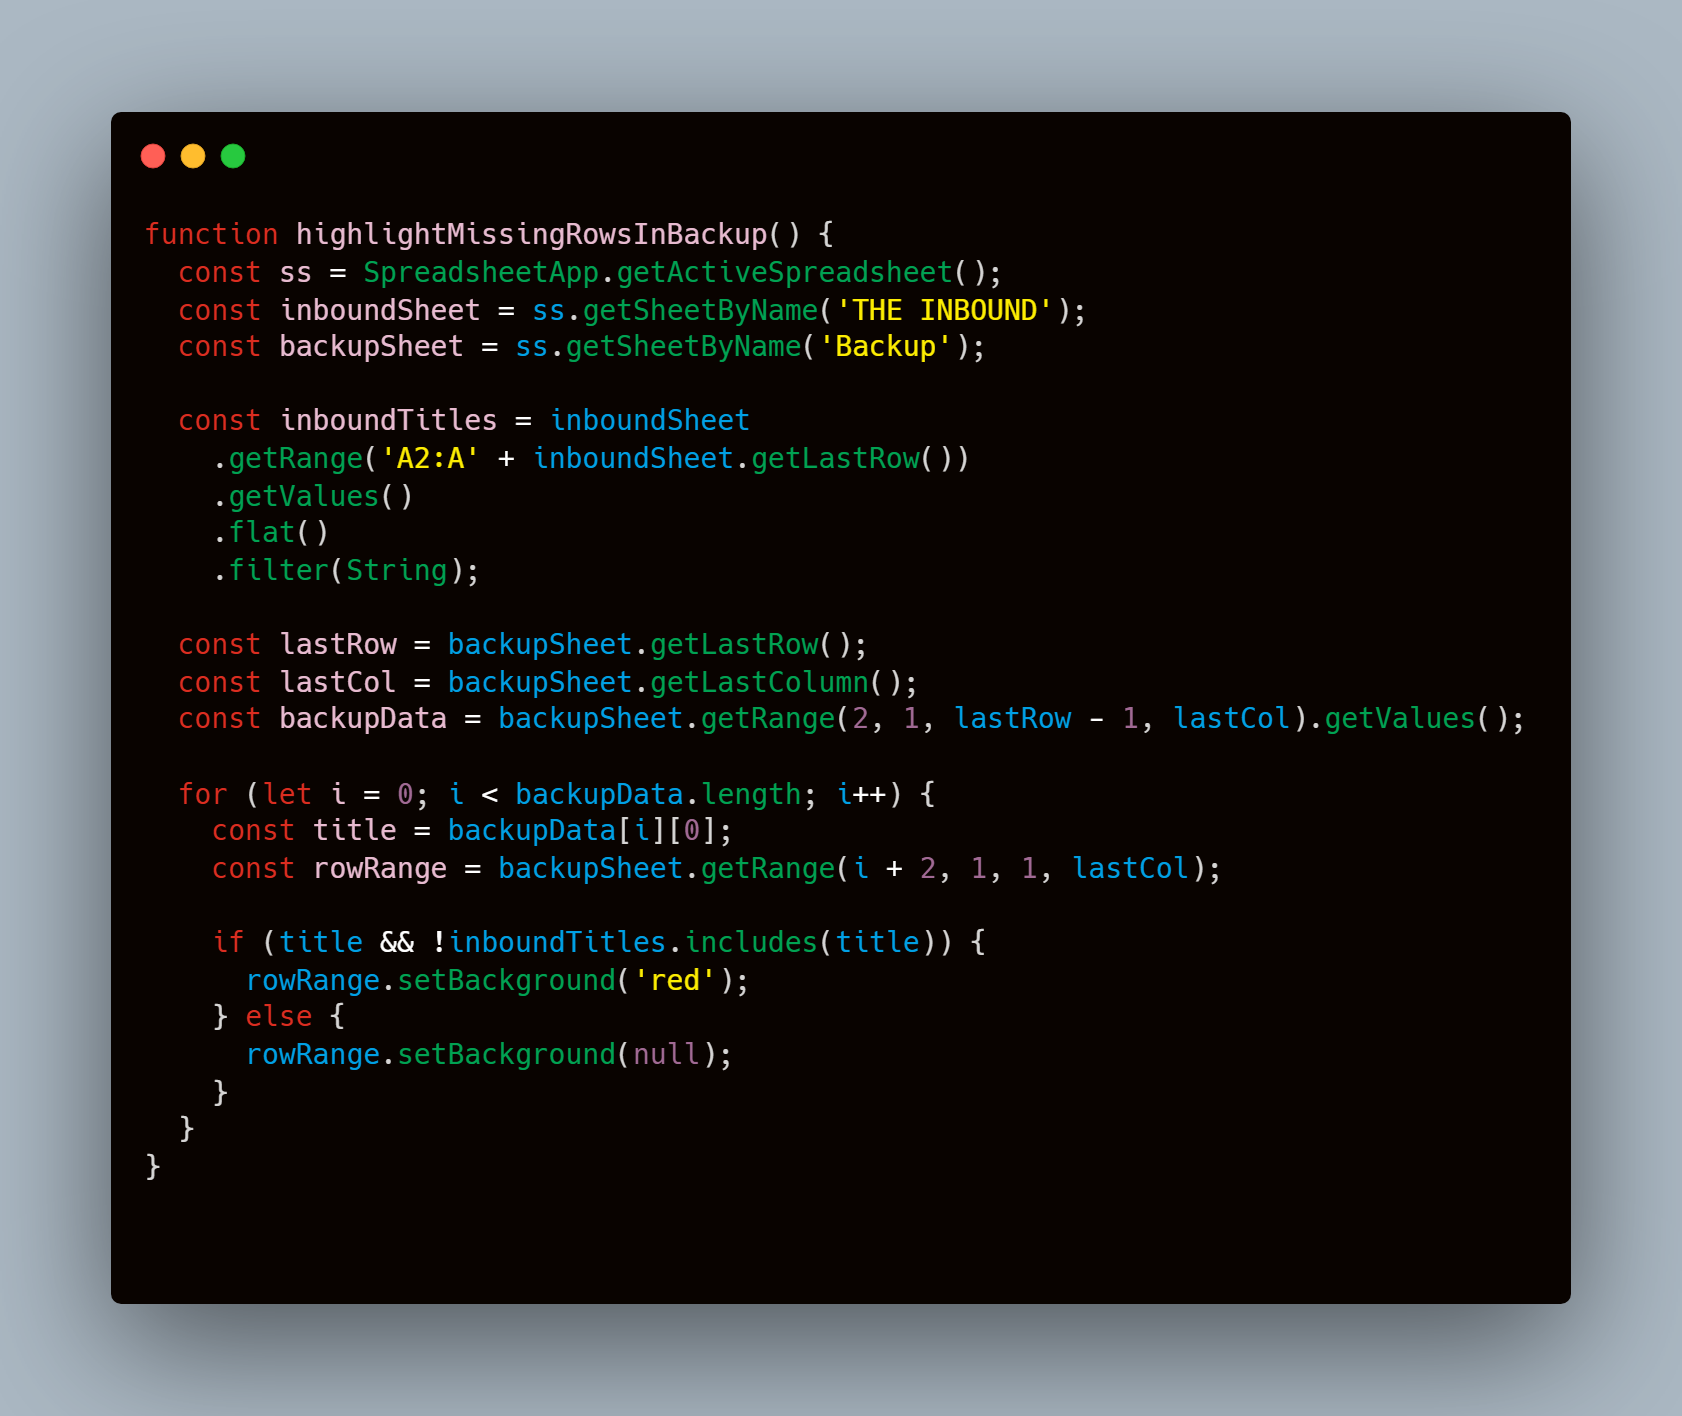 function highlightMissingRowsInBackup() {
  const ss = SpreadsheetApp.getActiveSpreadsheet();
  const inboundSheet = ss.getSheetByName('THE INBOUND');
  const backupSheet = ss.getSheetByName('Backup');

  const inboundTitles = inboundSheet
    .getRange('A2:A' + inboundSheet.getLastRow())
    .getValues()
    .flat()
    .filter(String);

  const lastRow = backupSheet.getLastRow();
  const lastCol = backupSheet.getLastColumn();
  const backupData = backupSheet.getRange(2, 1, lastRow - 1, lastCol).getValues();

  for (let i = 0; i < backupData.length; i++) {
    const title = backupData[i][0];
    const rowRange = backupSheet.getRange(i + 2, 1, 1, lastCol);

    if (title && !inboundTitles.includes(title)) {
      rowRange.setBackground('red');
    } else {
      rowRange.setBackground(null);
    }
  }
}